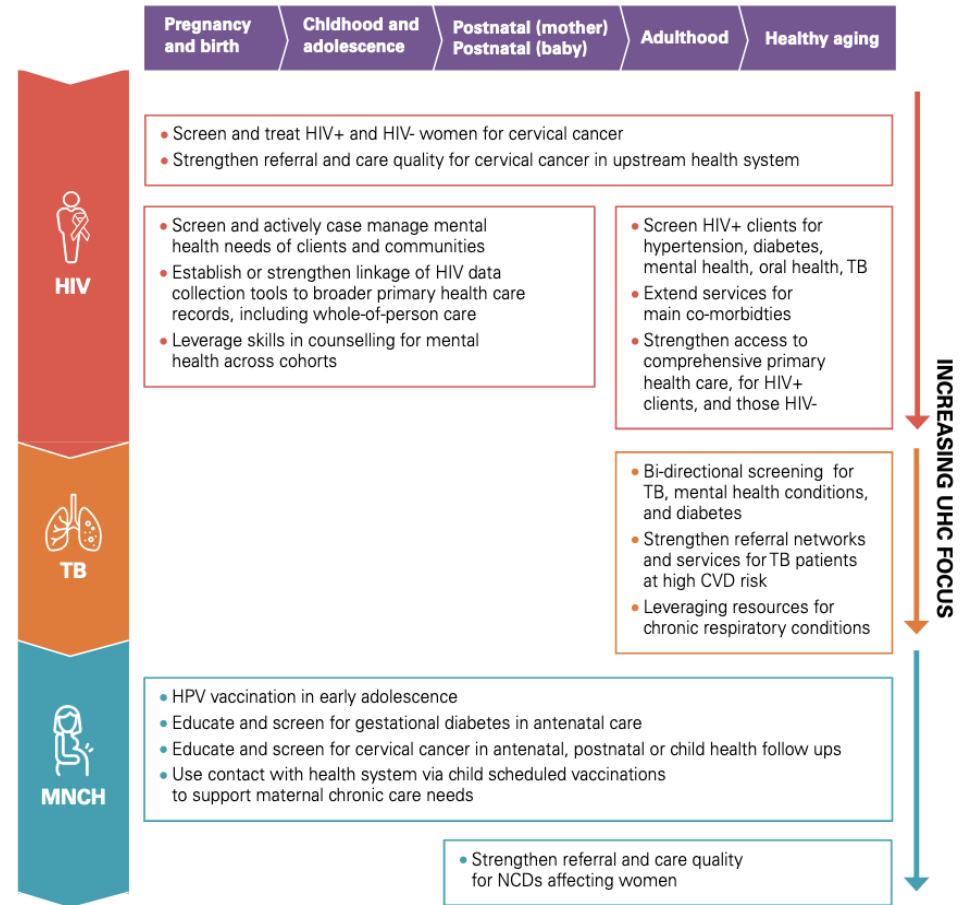 Pregnancy
and birth
Chldhood and
adolescence
Postnatal (mother)
Postnatal (baby)
Adulthood
Healthy aging
HIV
• Screen and treat HIV+ and HIV- women for cervical cancer
• Strengthen referral and care quality for cervical cancer in upstream health system
• Screen and actively case manage mental
health needs of clients and communities
• Establish or strengthen linkage of HIV data
collection tools to broader primary health care
records, including whole-of-person care
• Leverage skills in counselling for mental
health across cohorts
• Screen HIV+ clients for
hypertension, diabetes,
mental health, oral health, TB
• Extend services for
main co-morbidties
• Strengthen access to
comprehensive primary
health care, for HIV+
clients, and those HIV-
TB
• Bi-directional screening for
TB, mental health conditions,
and diabetes
• Strengthen referral networks
and services for TB patients
at high CVD risk
• Leveraging resources for
chronic respiratory conditions
MNCH
• HPV vaccination in early adolescence
• Educate and screen for gestational diabetes in antenatal care
• Educate and screen for cervical cancer in antenatal, postnatal or child health follow ups
• Use contact with health system via child scheduled vaccinations
to support maternal chronic care needs
• Strengthen referral and care quality
for NCDs affecting women
INCREASING UHC FOCUS